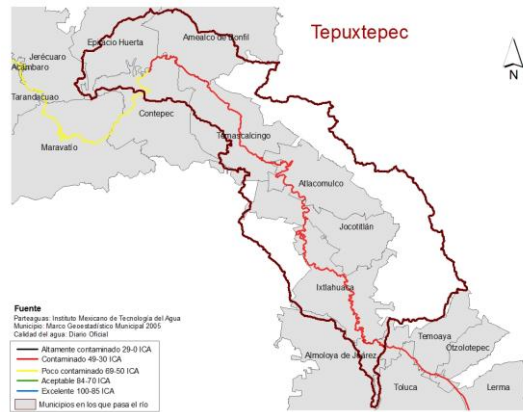 Tepuxtepec
N
Amealco de Bonfil
Epitacio Huerta
Jerécuaro
Acámbaro
Tarandacuao
Contepec
Maravatío
Temascalcingo
Atlacomulco
Jocotitlán
Ixtlahuaca
Temoaya
Otzolotepec
Almoloya de Juárez
Toluca
Lerma
Fuente
Parteaguas: Instituto Mexicano de Tecnología del Agua
Municipio: Marco Geoestadístico Municipal 2005
Calidad del agua: Diario Oficial
Altamente contaminado 29-0 ICA
Contaminado 49-30 ICA
Poco contaminado 69-50 ICA
Aceptable 84-70 ICA
Excelente 100-85 ICA
Municipios en los que pasa el río